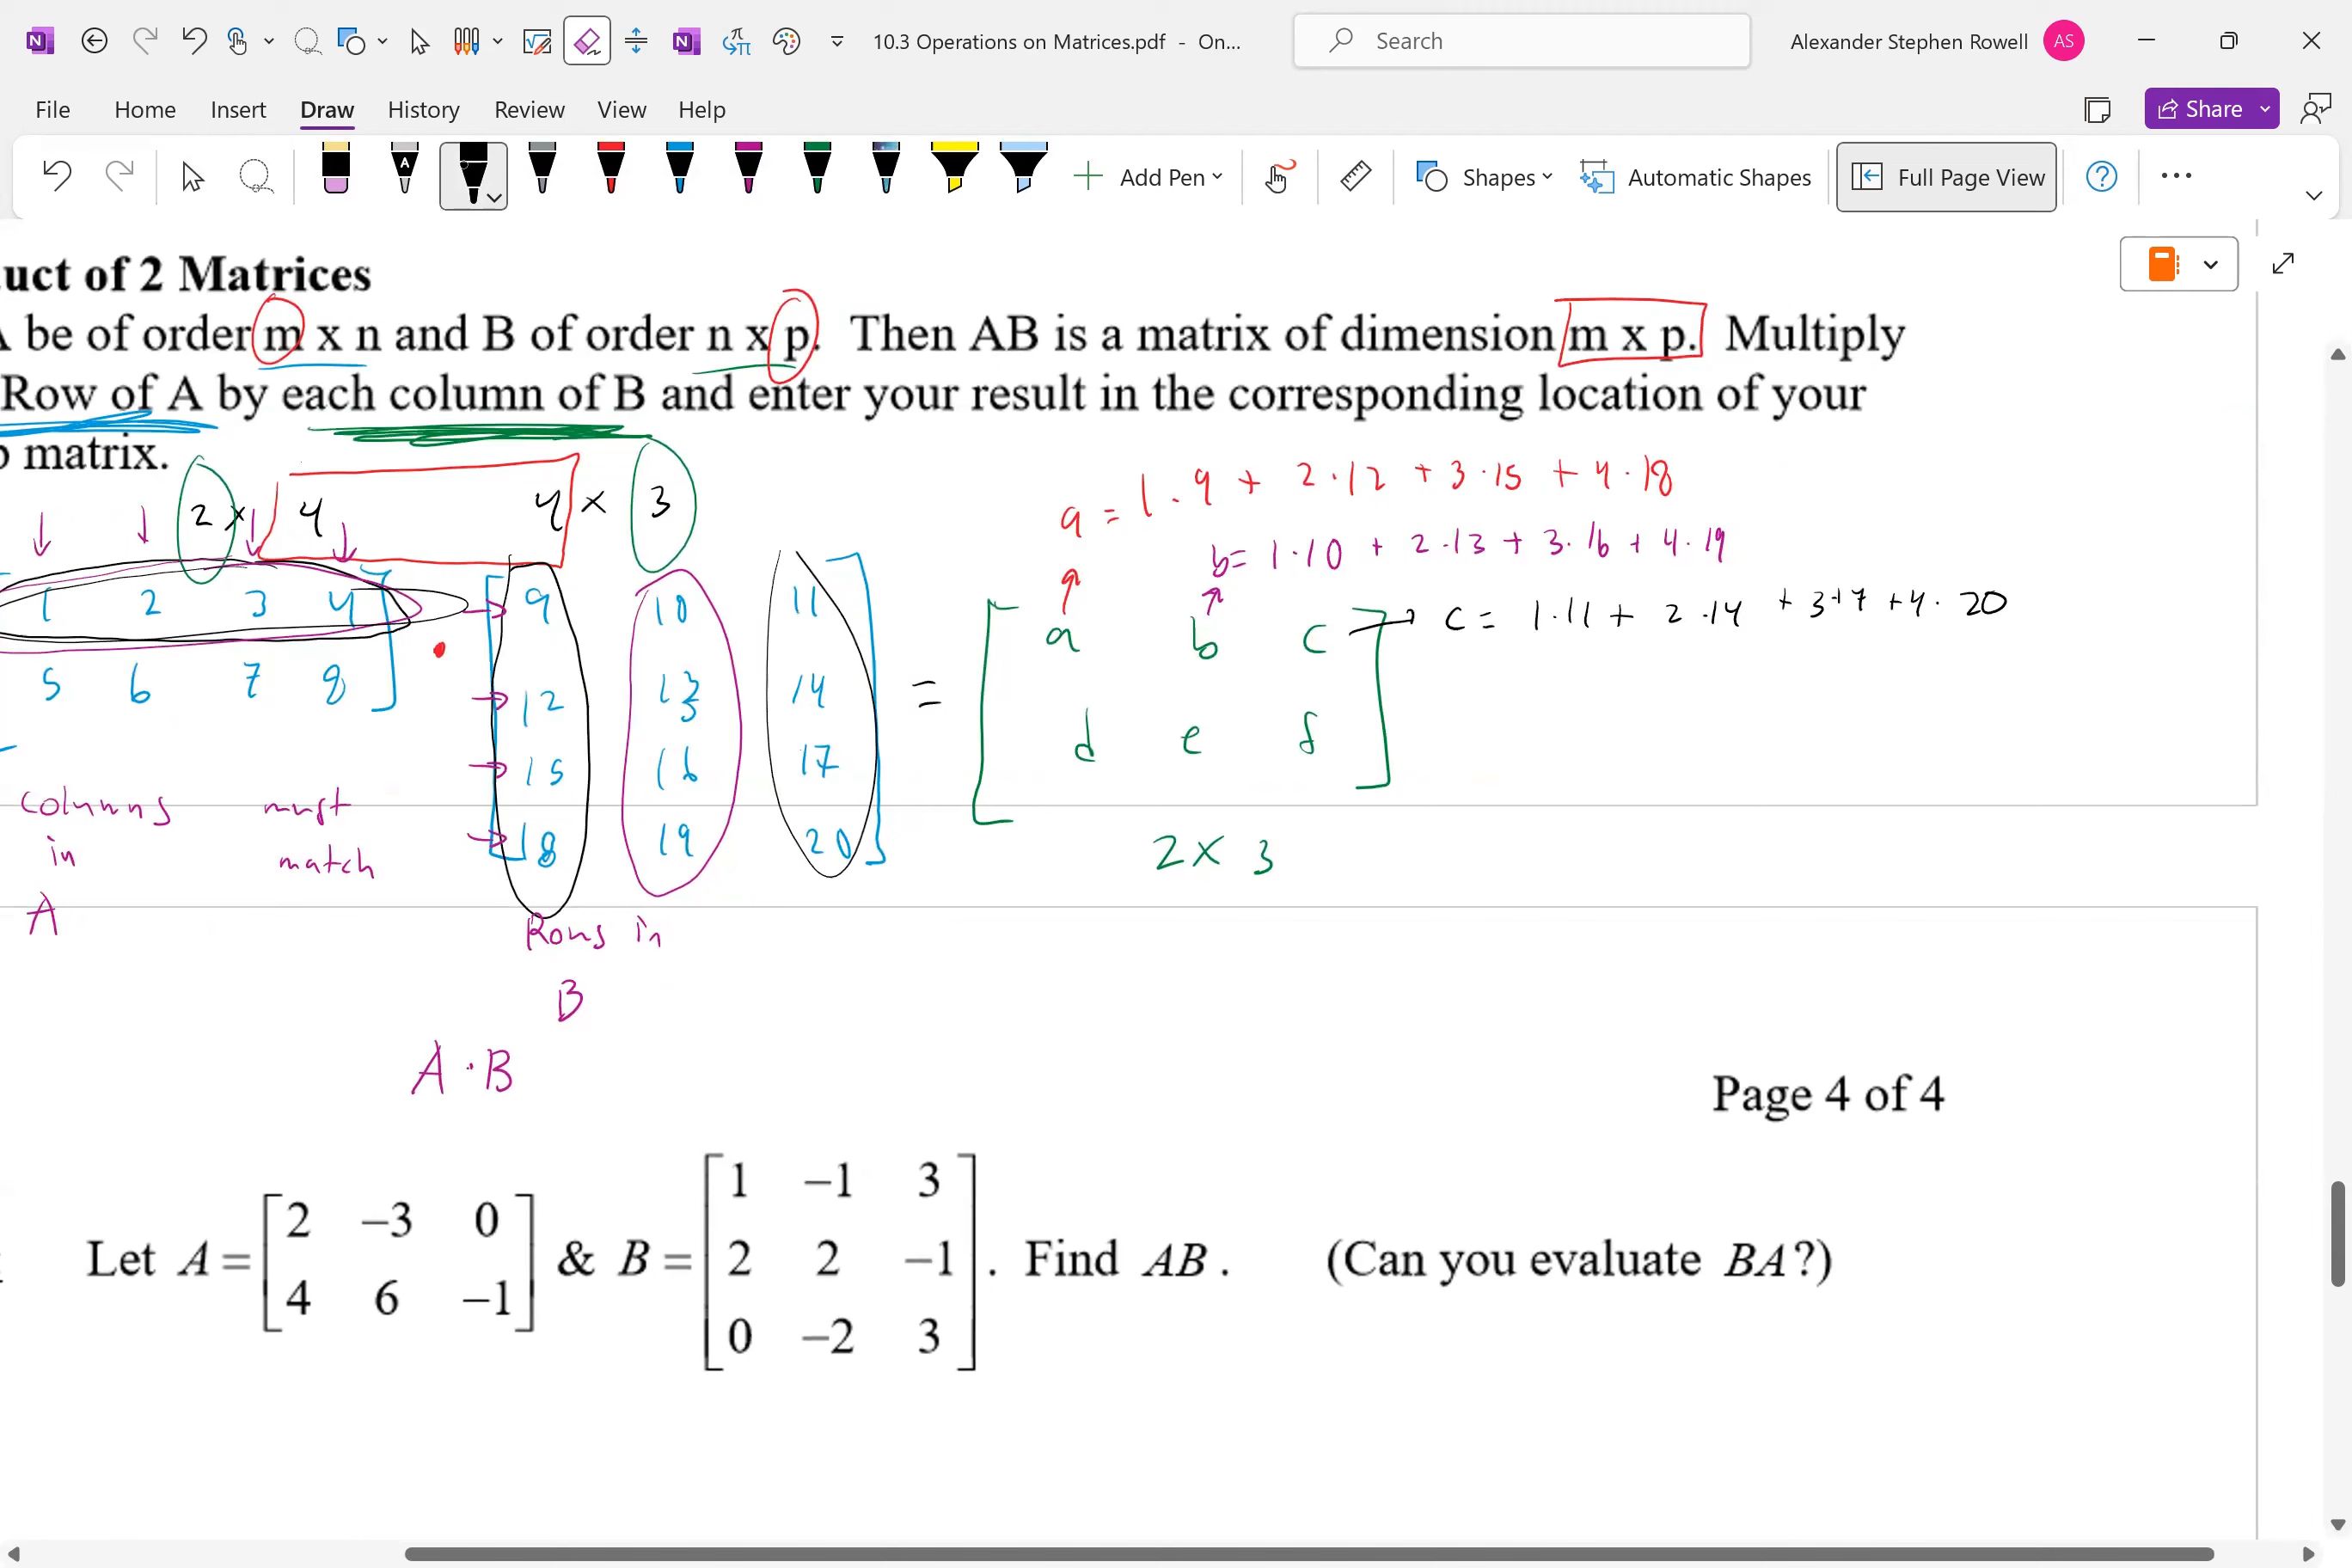 10.3 Operations on Matrices.pdf - On...
Search
Alexander Stephen Rowell
AS
File Home Insert Draw History Review View Help
Share
A
Add Pen
Shapes
Automatic Shapes
Full Page View
uct of 2 Matrices
be of order m x n and B of order n x p. Then AB is a matrix of dimension m x p. Multiply
Row of A by each column of B and enter your result in the corresponding location of your
matrix.
2 x 4 4 x 3
a = 1.9 + 2.12 + 3.15 + 4.18
b = 1.10 + 2.13 + 3.16 + 4.19
c = 1.11 + 2.14 + 3+7 + 4. 20
1 2 3 4
5 6 7 8
9 10 11
12 13 14
15 16 17
18 19 20
=
a b c
d e f
2 x 3
Columns in A
must match
Rows in B
A . B
Page 4 of 4
Let A = [2 −3 0
4 6 −1] & B = [1 −1 3
2 2 −1
0 −2 3]. Find AB. (Can you evaluate BA?)